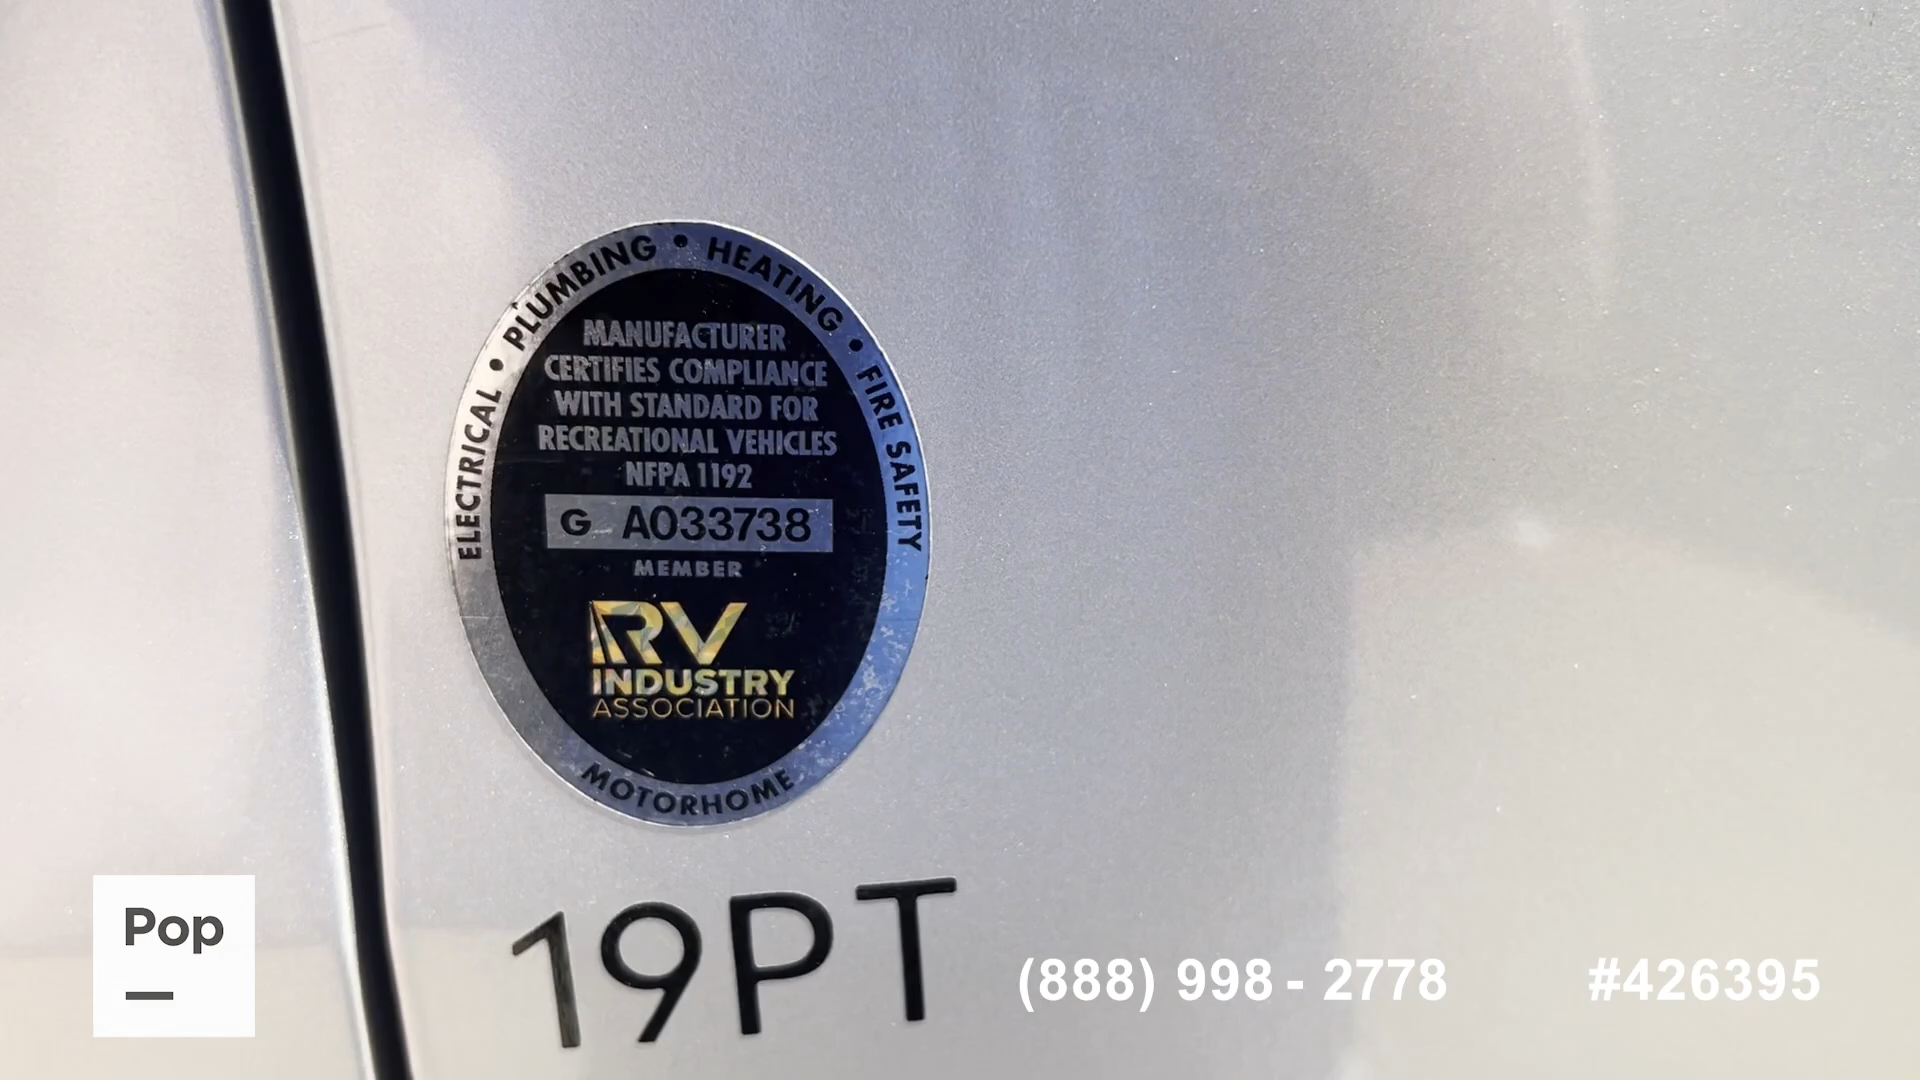 ELECTRICAL • PLUMBING • HEATING • FIRE SAFETY
MANUFACTURER
CERTIFIES COMPLIANCE
WITH STANDARD FOR
RECREATIONAL VEHICLES
NFPA 1192
G A033738
MEMBER
RV
INDUSTRY
ASSOCIATION
MOTORHOME
19PT
Pop
(888) 998 - 2778
#426395